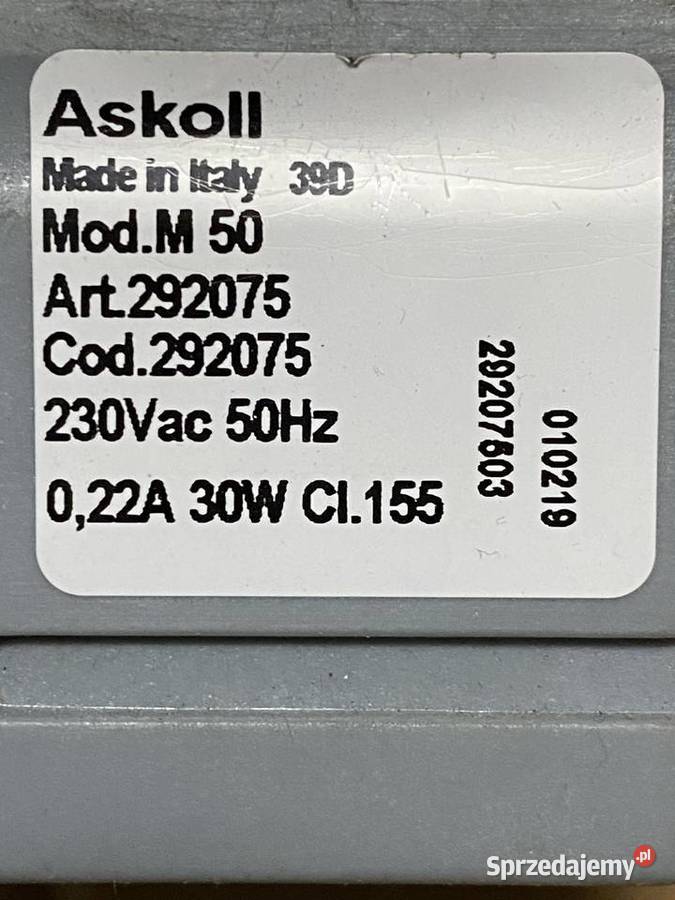 Askoll
Made in Italy 39D
Mod.M 50
Art.292075
Cod.292075
230Vac 50Hz
0,22A 30W Cl.155
29207603
010219
Sprzedajemy.pl